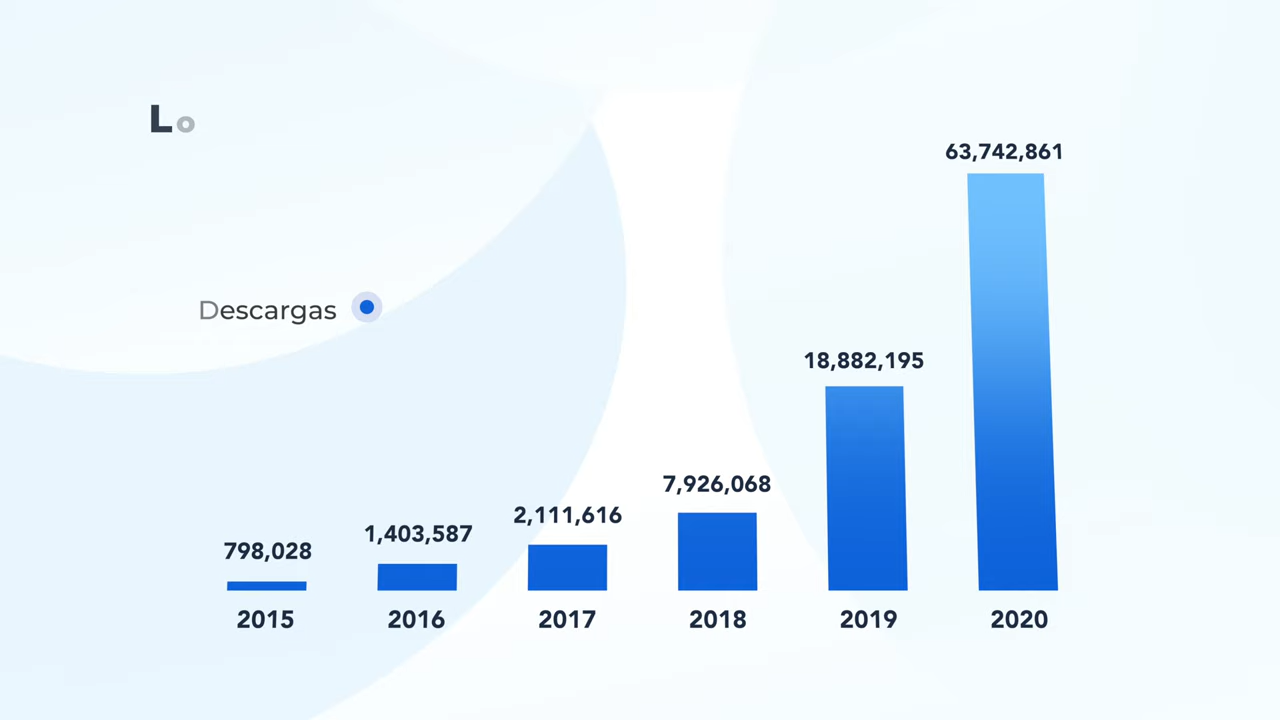 Lo
Descargas
63,742,861
18,882,195
7,926,068
2,111,616
1,403,587
798,028
2015 2016 2017 2018 2019 2020